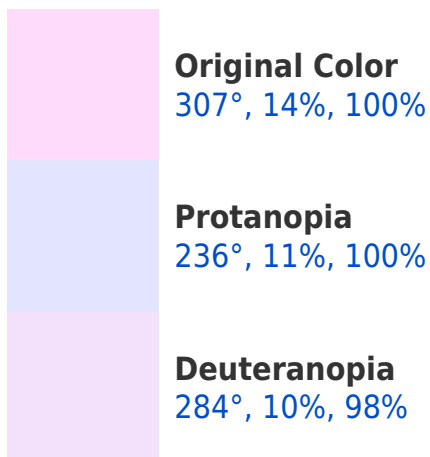 Original Color
307°, 14%, 100%
Protanopia
236°, 11%, 100%
Deuteranopia
284°, 10%, 98%